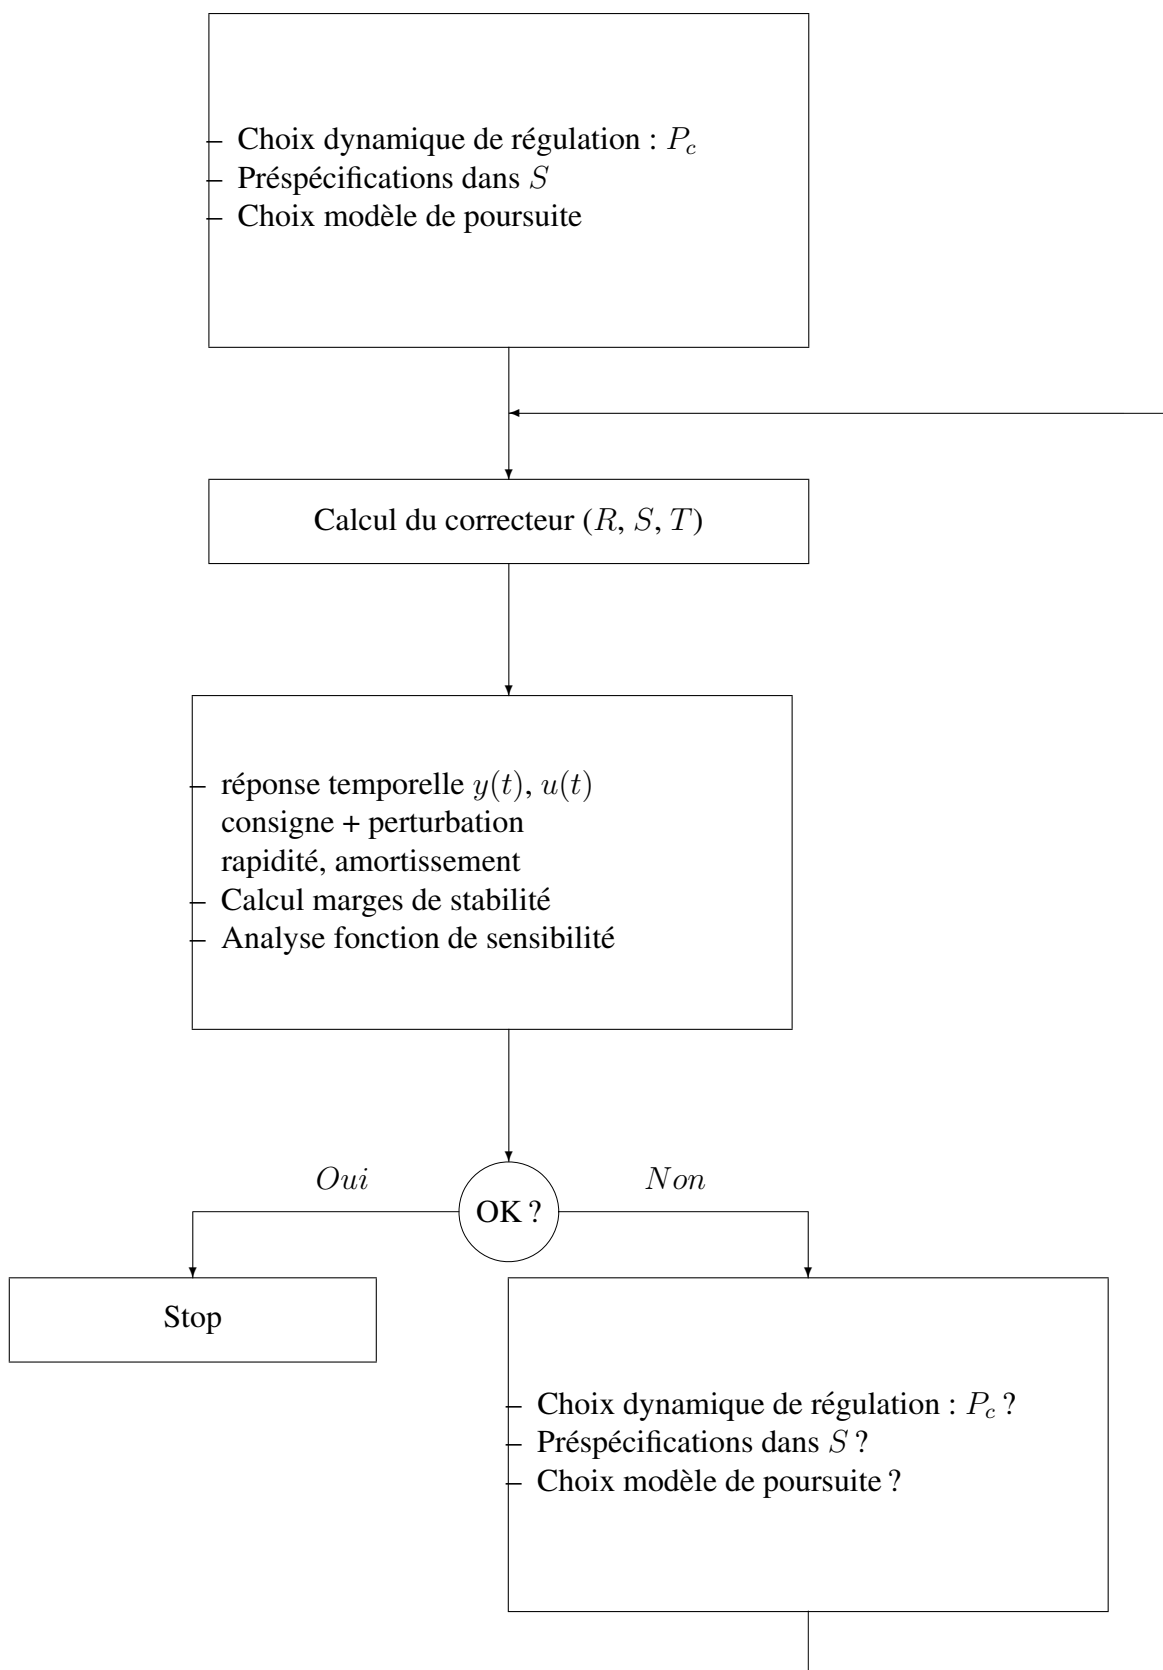 – Choix dynamique de régulation : $P_c$
– Préspécifications dans $S$
– Choix modèle de poursuite
Calcul du correcteur ($R$, $S$, $T$)
– réponse temporelle $y(t)$, $u(t)$
consigne + perturbation
rapidité, amortissement
– Calcul marges de stabilité
– Analyse fonction de sensibilité
Oui
Non
OK ?
Stop
– Choix dynamique de régulation : $P_c$ ?
– Préspécifications dans $S$ ?
– Choix modèle de poursuite ?